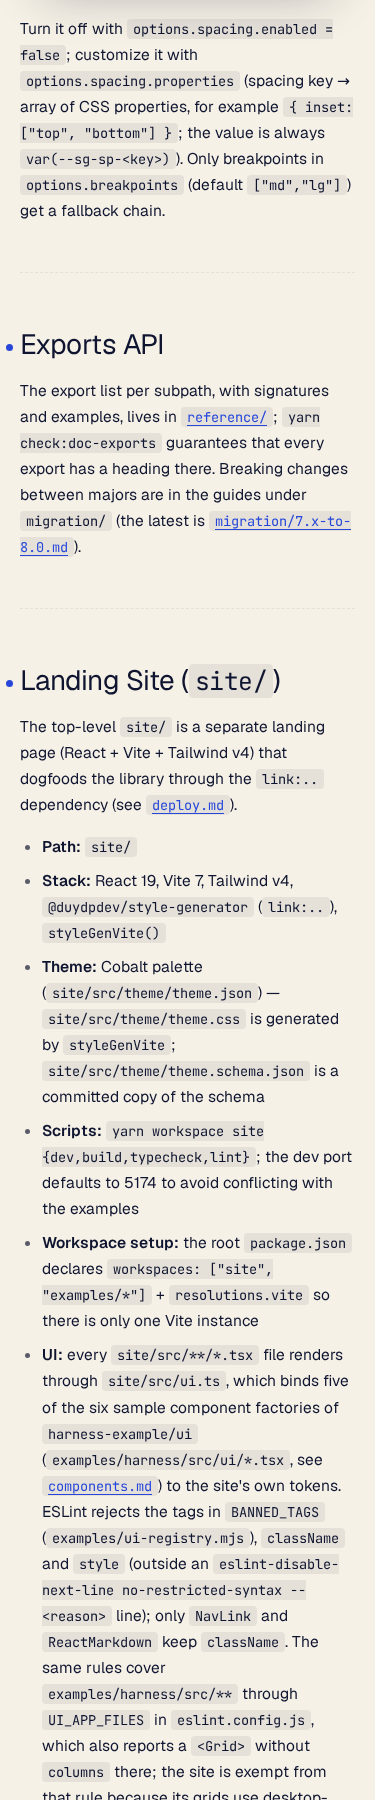 Turn it off with options.spacing.enabled =
false ; customize it with
options.spacing.properties (spacing key →
array of CSS properties, for example { inset:
["top", "bottom"] } ; the value is always
var(--sg-sp-<key>) ). Only breakpoints in
options.breakpoints (default ["md","lg"] )
get a fallback chain.
Exports API
The export list per subpath, with signatures
and examples, lives in reference/ ; yarn
check:doc-exports guarantees that every
export has a heading there. Breaking changes
between majors are in the guides under
migration/ (the latest is migration/7.x-to-
8.0.md ).
Landing Site ( site/ )
The top-level site/ is a separate landing
page (React + Vite + Tailwind v4) that
dogfoods the library through the link:..
dependency (see deploy.md ).
• Path: site/
• Stack: React 19, Vite 7, Tailwind v4,
@duydpdev/style-generator ( link:.. ),
styleGenVite()
• Theme: Cobalt palette
( site/src/theme/theme.json ) —
site/src/theme/theme.css is generated
by styleGenVite ;
site/src/theme/theme.schema.json is a
committed copy of the schema
• Scripts: yarn workspace site
{dev,build,typecheck,lint} ; the dev port
defaults to 5174 to avoid conflicting with
the examples
• Workspace setup: the root package.json
declares workspaces: ["site",
"examples/*"] + resolutions.vite so
there is only one Vite instance
• UI: every site/src/**/*.tsx file renders
through site/src/ui.ts , which binds five
of the six sample component factories of
harness-example/ui
( examples/harness/src/ui/*.tsx , see
components.md ) to the site's own tokens.
ESLint rejects the tags in BANNED_TAGS
( examples/ui-registry.mjs ), className
and style (outside an eslint-disable-
next-line no-restricted-syntax --
<reason> line); only NavLink and
ReactMarkdown keep className . The
same rules cover
examples/harness/src/** through
UI_APP_FILES in eslint.config.js ,
which also reports a <Grid> without
columns there; the site is exempt from
that rule because its grids use desktop-